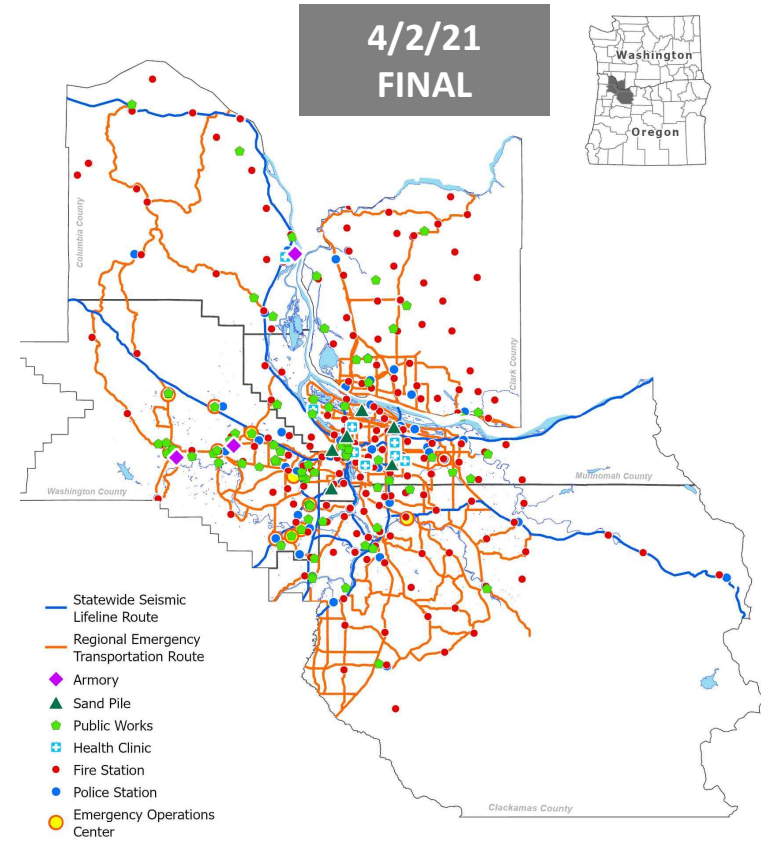 4/2/21
FINAL
Washington
Oregon
Columbia County
Clark County
Multnomah County
Washington County
Statewide Seismic
Lifeline Route
Regional Emergency
Transportation Route
Armory
Sand Pile
Public Works
Health Clinic
Fire Station
Police Station
Emergency Operations
Center
Clackamas County